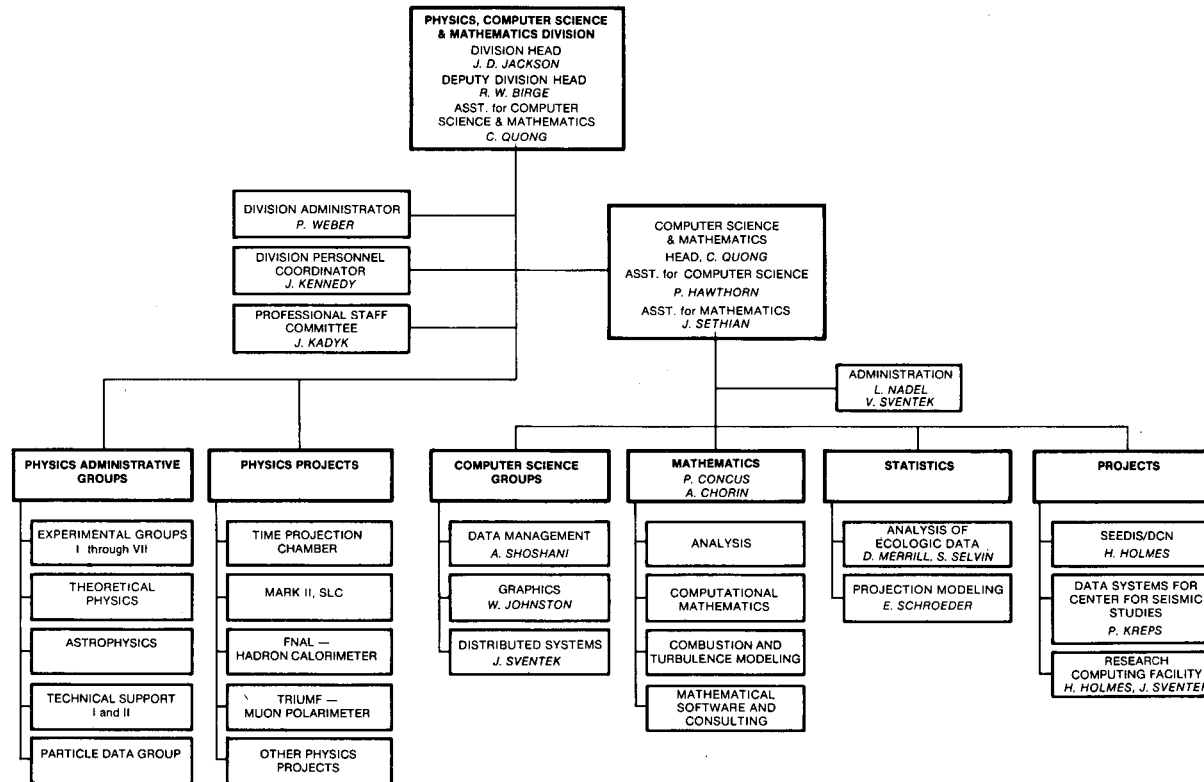 PHYSICS, COMPUTER SCIENCE
& MATHEMATICS DIVISION
DIVISION HEAD
J. D. JACKSON
DEPUTY DIVISION HEAD
R. W. BIRGE
ASST. for COMPUTER
SCIENCE & MATHEMATICS
C. QUONG
DIVISION ADMINISTRATOR
P. WEBER
DIVISION PERSONNEL
COORDINATOR
J. KENNEDY
PROFESSIONAL STAFF
COMMITTEE
J. KADYK
COMPUTER SCIENCE
& MATHEMATICS
HEAD, C. QUONG
ASST. for COMPUTER SCIENCE
P. HAWTHORN
ASST. for MATHEMATICS
J. SETHIAN
ADMINISTRATION
L. NADEL
V. SVENTEK
PHYSICS ADMINISTRATIVE
GROUPS
EXPERIMENTAL GROUPS
I through VII
THEORETICAL
PHYSICS
ASTROPHYSICS
TECHNICAL SUPPORT
I and II
PARTICLE DATA GROUP
PHYSICS PROJECTS
TIME PROJECTION
CHAMBER
MARK II, SLC
FNAL —
HADRON CALORIMETER
TRIUMF —
MUON POLARIMETER
OTHER PHYSICS
PROJECTS
COMPUTER SCIENCE
GROUPS
DATA MANAGEMENT
A. SHOSHANI
GRAPHICS
W. JOHNSTON
DISTRIBUTED SYSTEMS
J. SVENTEK
MATHEMATICS
P. CONCUS
A. CHORIN
ANALYSIS
COMPUTATIONAL
MATHEMATICS
COMBUSTION AND
TURBULENCE MODELING
MATHEMATICAL
SOFTWARE AND
CONSULTING
STATISTICS
ANALYSIS OF
ECOLOGIC DATA
D. MERRILL, S. SELVIN
PROJECTION MODELING
E. SCHROEDER
PROJECTS
SEEDIS/DCN
H. HOLMES
DATA SYSTEMS FOR
CENTER FOR SEISMIC
STUDIES
P. KREPS
RESEARCH
COMPUTING FACILITY
H. HOLMES, J. SVENTEK